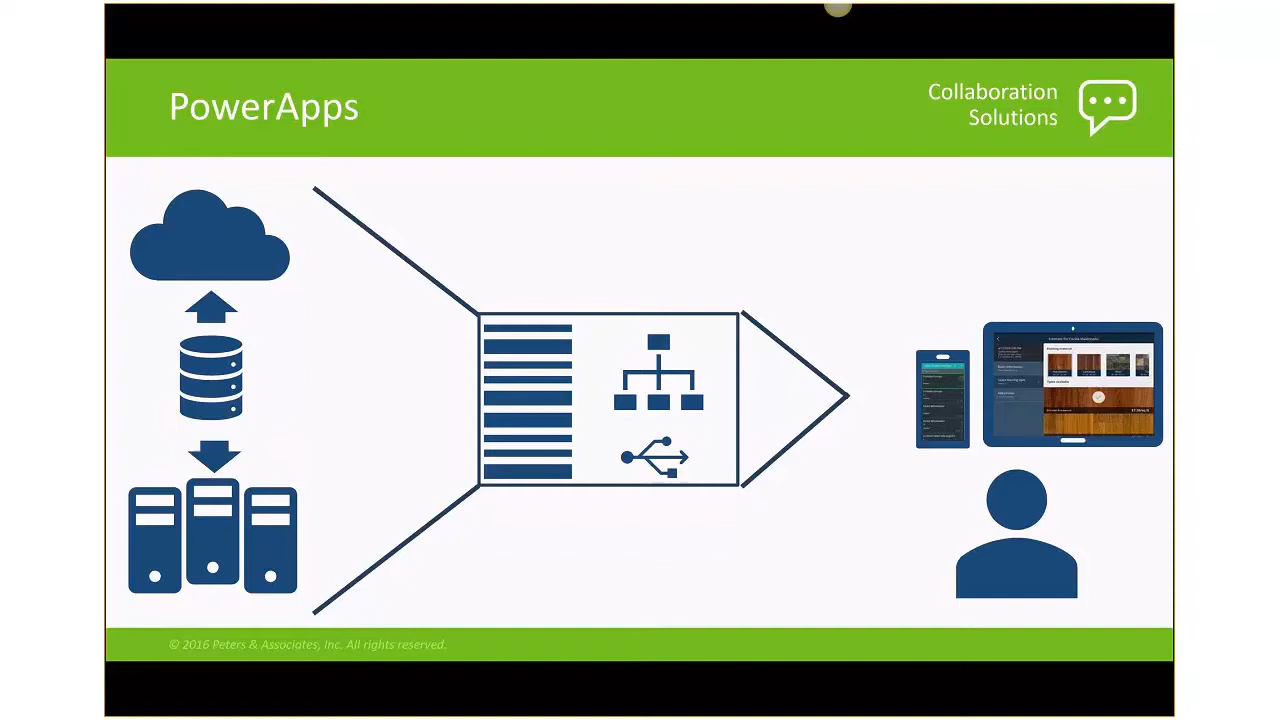 PowerApps
Collaboration
Solutions
© 2016 Peters & Associates, Inc. All rights reserved.